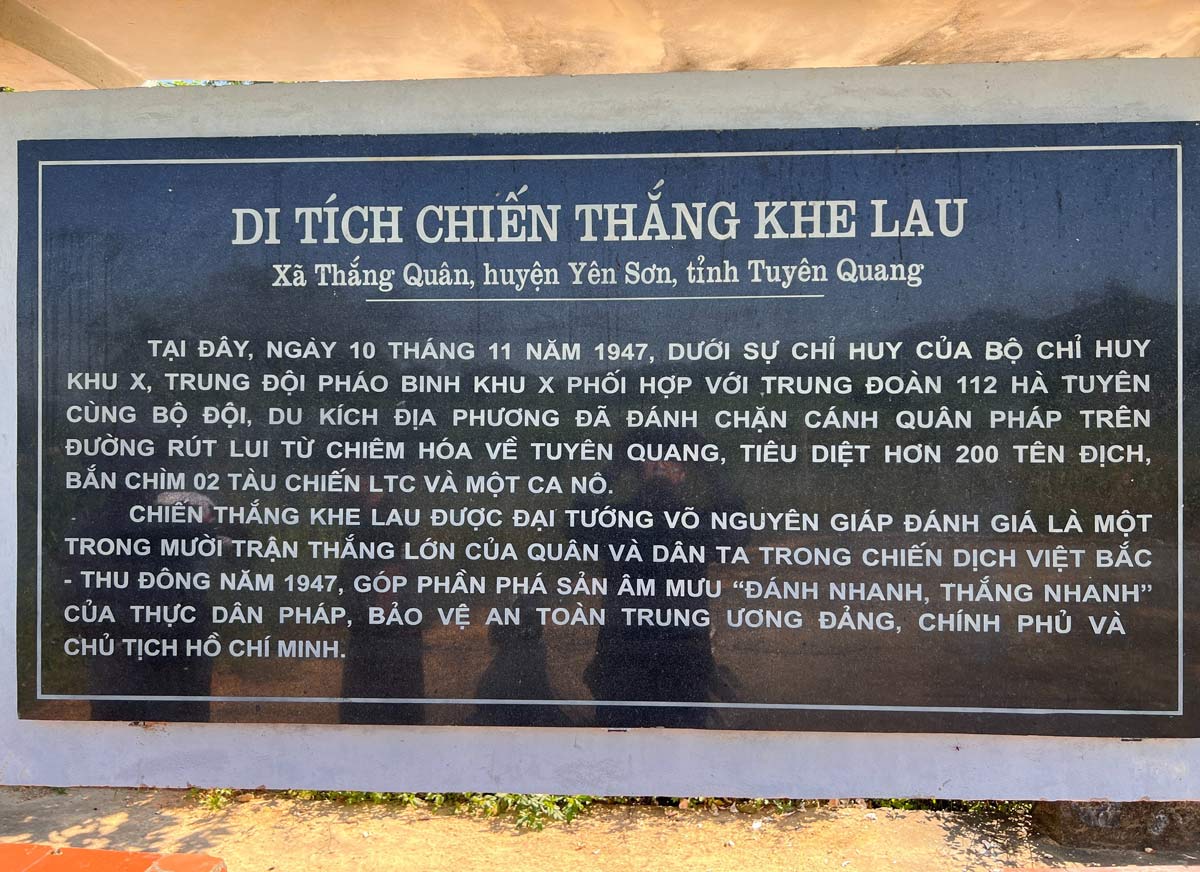 DI TÍCH CHIẾN THẮNG KHE LAU
Xã Thắng Quân, huyện Yên Sơn, tỉnh Tuyên Quang
TẠI ĐÂY, NGÀY 10 THÁNG 11 NĂM 1947, DƯỚI SỰ CHỈ HUY CỦA BỘ CHỈ HUY
KHU X, TRUNG ĐỘI PHÁO BINH KHU X PHỐI HỢP VỚI TRUNG ĐOÀN 112 HÀ TUYÊN
CÙNG BỘ ĐỘI, DU KÍCH ĐỊA PHƯƠNG ĐÃ ĐÁNH CHẶN CÁNH QUÂN PHÁP TRÊN
ĐƯỜNG RÚT LUI TỪ CHIÊM HÓA VỀ TUYÊN QUANG, TIÊU DIỆT HƠN 200 TÊN ĐỊCH,
BẮN CHÌM 02 TÀU CHIẾN LTC VÀ MỘT CA NÔ.
CHIẾN THẮNG KHE LAU ĐƯỢC ĐẠI TƯỚNG VÕ NGUYÊN GIÁP ĐÁNH GIÁ LÀ MỘT
TRONG MƯỜI TRẬN THẮNG LỚN CỦA QUÂN VÀ DÂN TA TRONG CHIẾN DỊCH VIỆT BẮC
- THU ĐÔNG NĂM 1947, GÓP PHẦN PHÁ SẢN ÂM MƯU “ĐÁNH NHANH, THẮNG NHANH”
CỦA THỰC DÂN PHÁP, BẢO VỆ AN TOÀN TRUNG ƯƠNG ĐẢNG, CHÍNH PHỦ VÀ
CHỦ TỊCH HỒ CHÍ MINH.